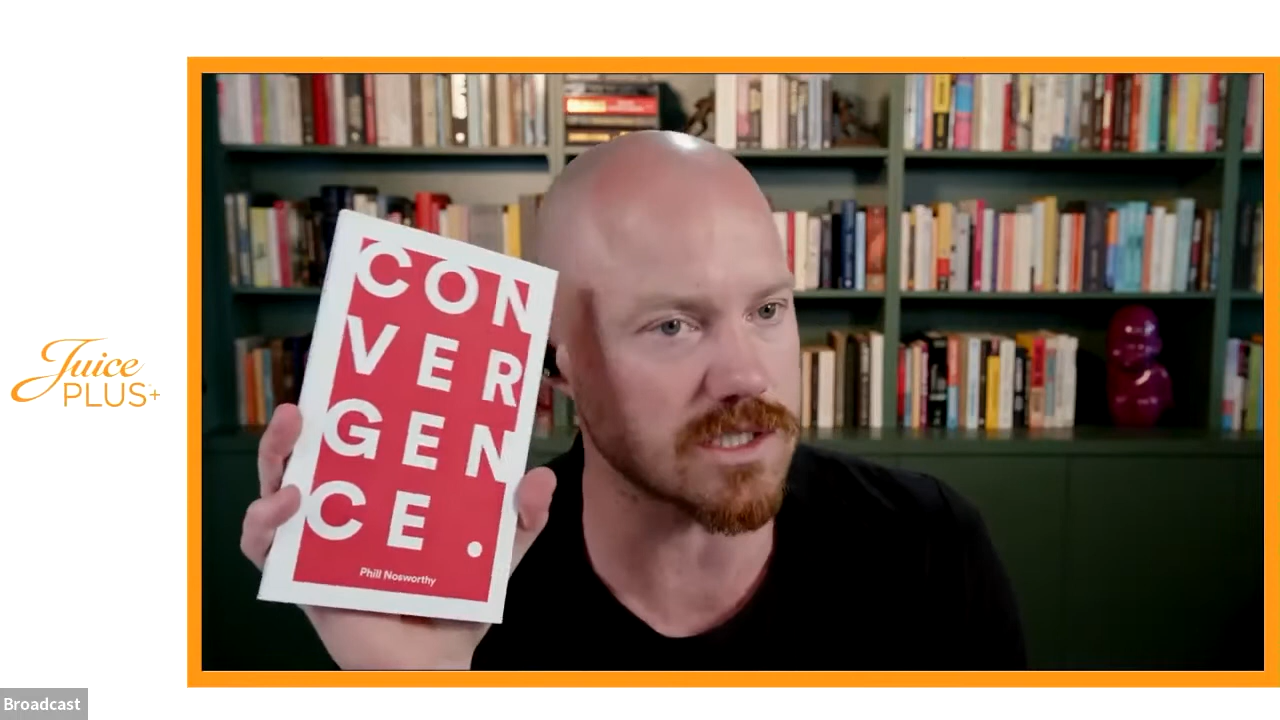 Juice
PLUS+
CON
VER
GEN
CE.
Phill Nosworthy
Broadcast